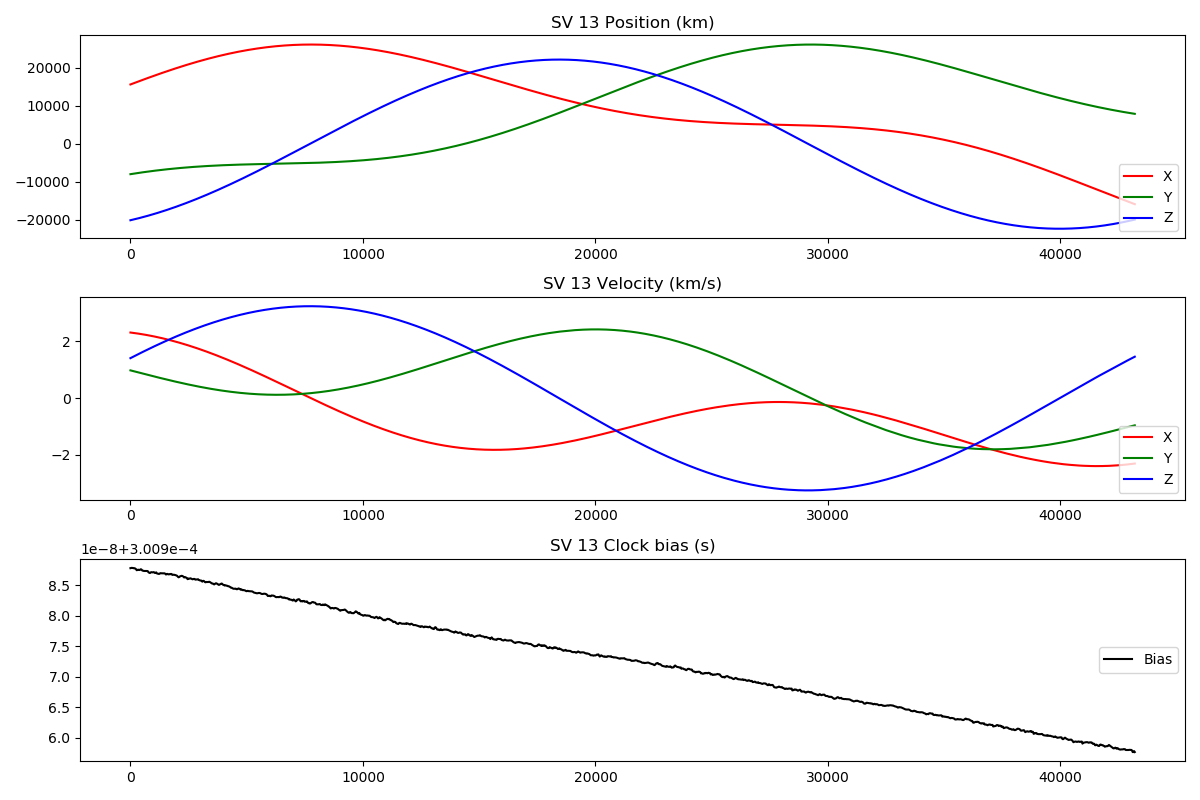 SV 13 Position (km)
20000
10000
0
−10000
−20000
X
Y
Z
0 10000 20000 30000 40000
SV 13 Velocity (km/s)
2
0
−2
X
Y
Z
0 10000 20000 30000 40000
SV 13 Clock bias (s)
1e−8+3.009e−4
8.5
8.0
7.5
7.0
6.5
6.0
Bias
0 10000 20000 30000 40000